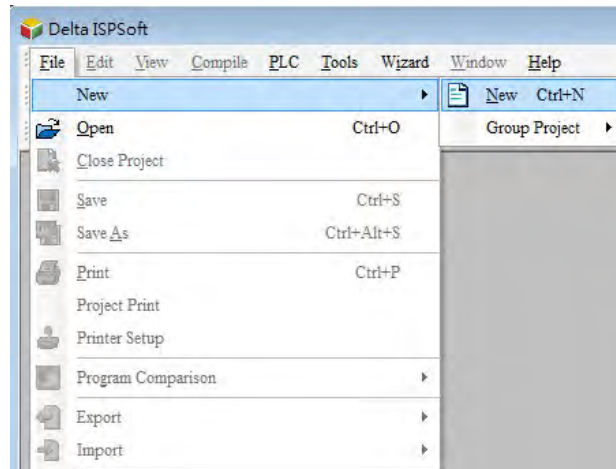 Delta ISPSoft
File Edit View Compile PLC Tools Wizard Window Help
New New Ctrl+N
Open Ctrl+O Group Project
Close Project
Save Ctrl+S
Save As Ctrl+Alt+S
Print Ctrl+P
Project Print
Printer Setup
Program Comparison
Export
Import